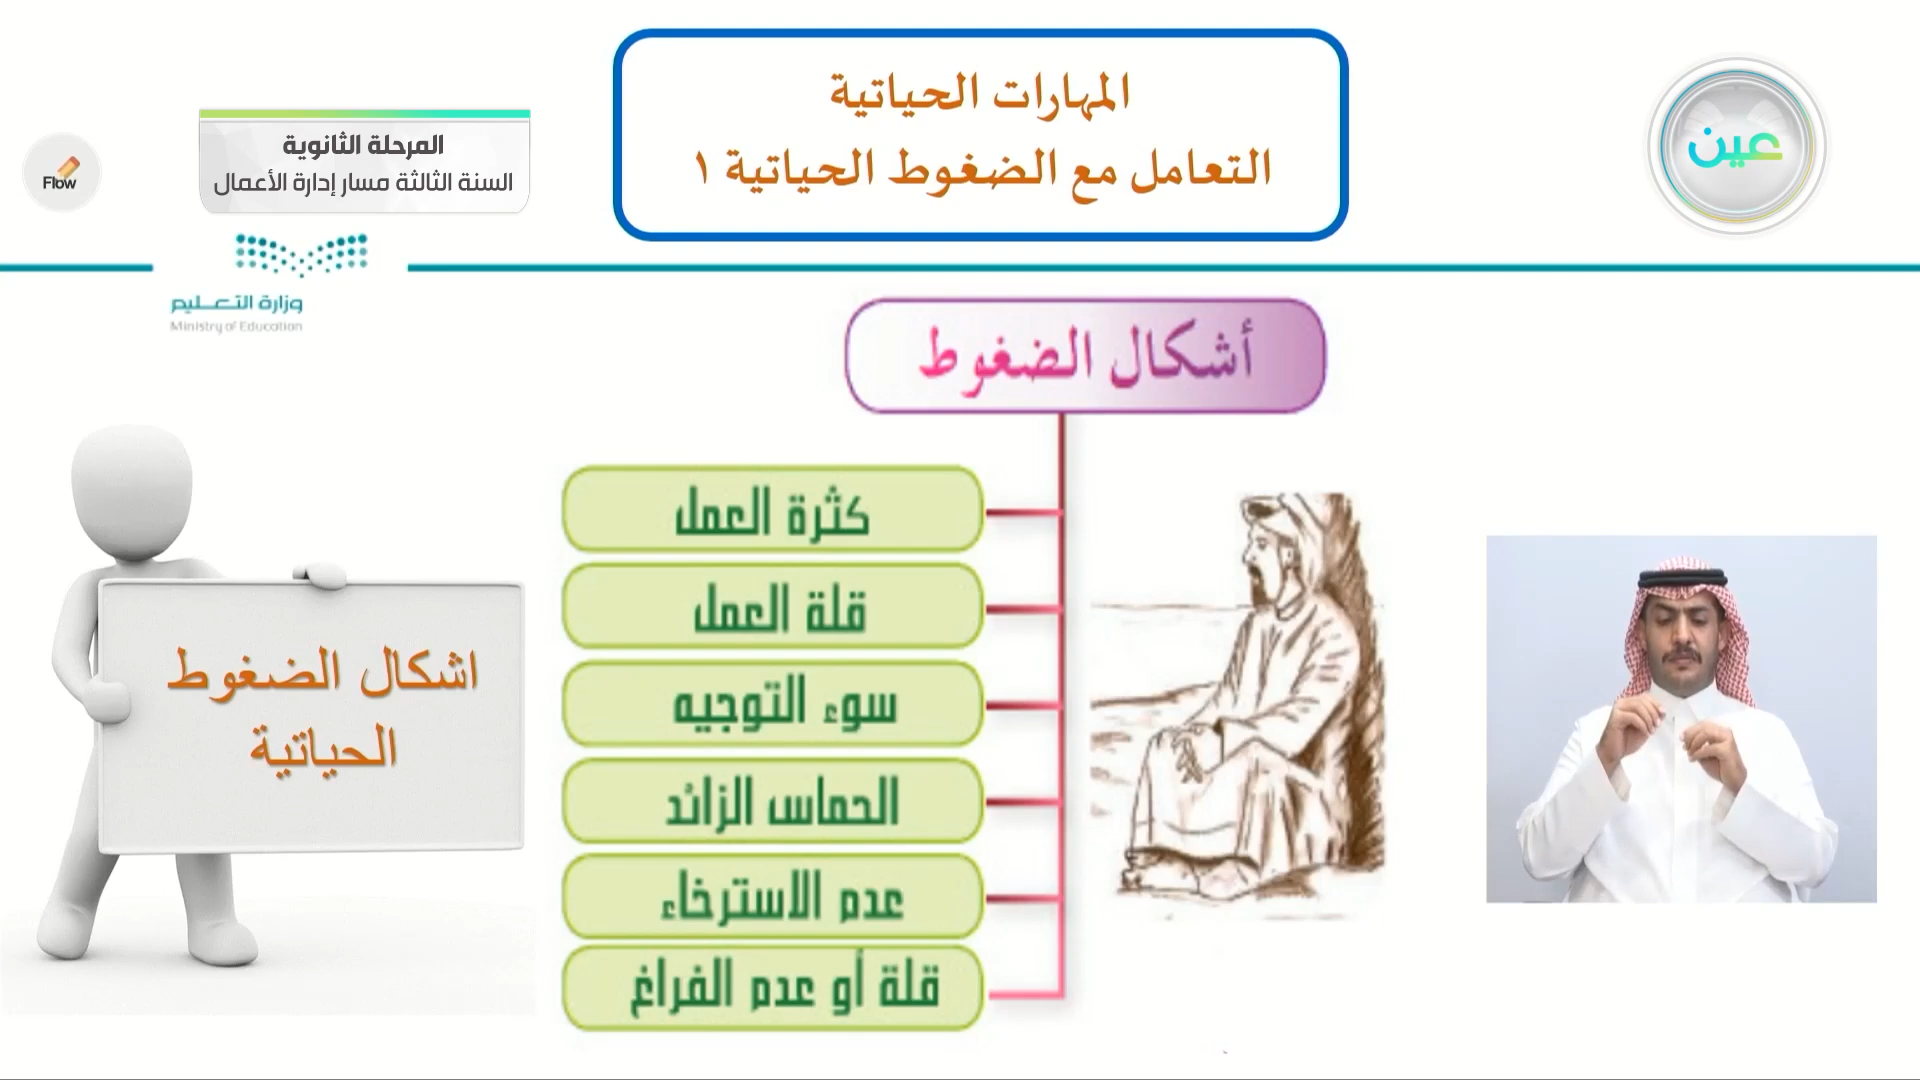 المهارات الحياتية
التعامل مع الضغوط الحياتية ١
عين
المرحلة الثانوية
السنة الثالثة مسار إدارة الأعمال
Flow
وزارة التعليم
Ministry of Education
أشكال الضغوط
كثرة العمل
قلة العمل
سوء التوجيه
الحماس الزائد
عدم الاسترخاء
قلة أو عدم الفراغ
اشكال الضغوط
الحياتية